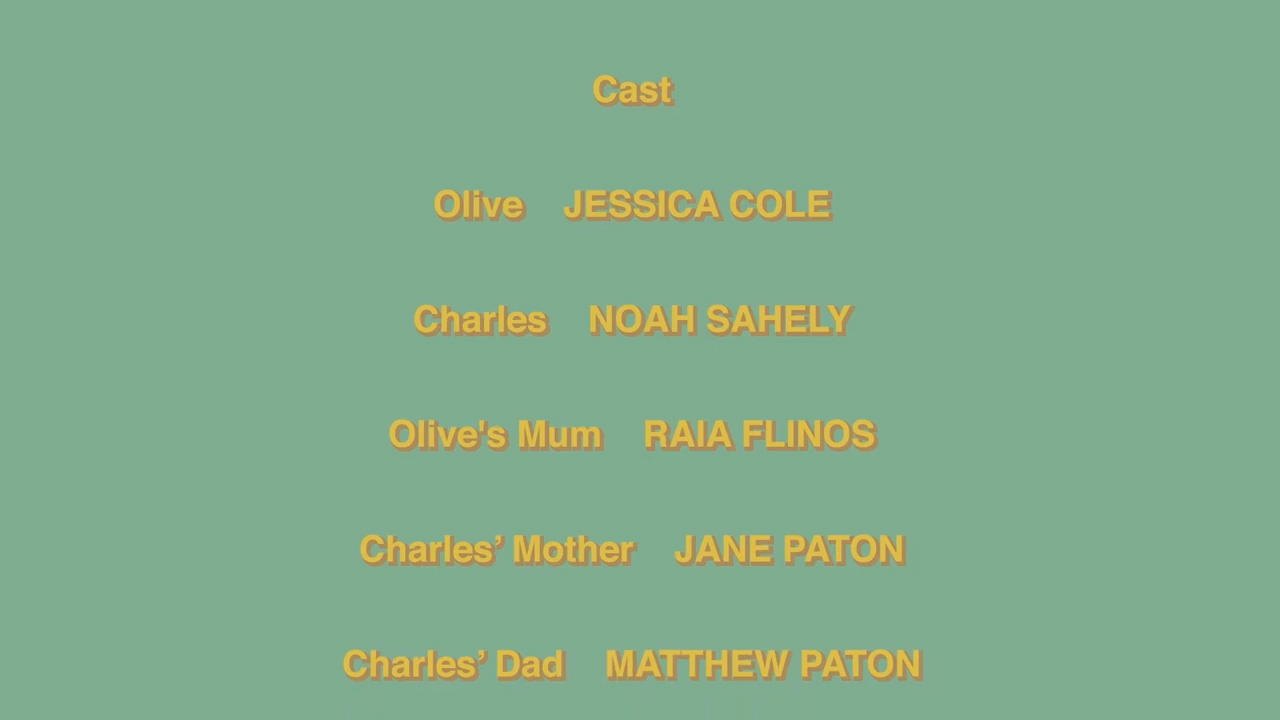 Cast
Olive JESSICA COLE
Charles NOAH SAHELY
Olive's Mum RAIA FLINOS
Charles’ Mother JANE PATON
Charles’ Dad MATTHEW PATON